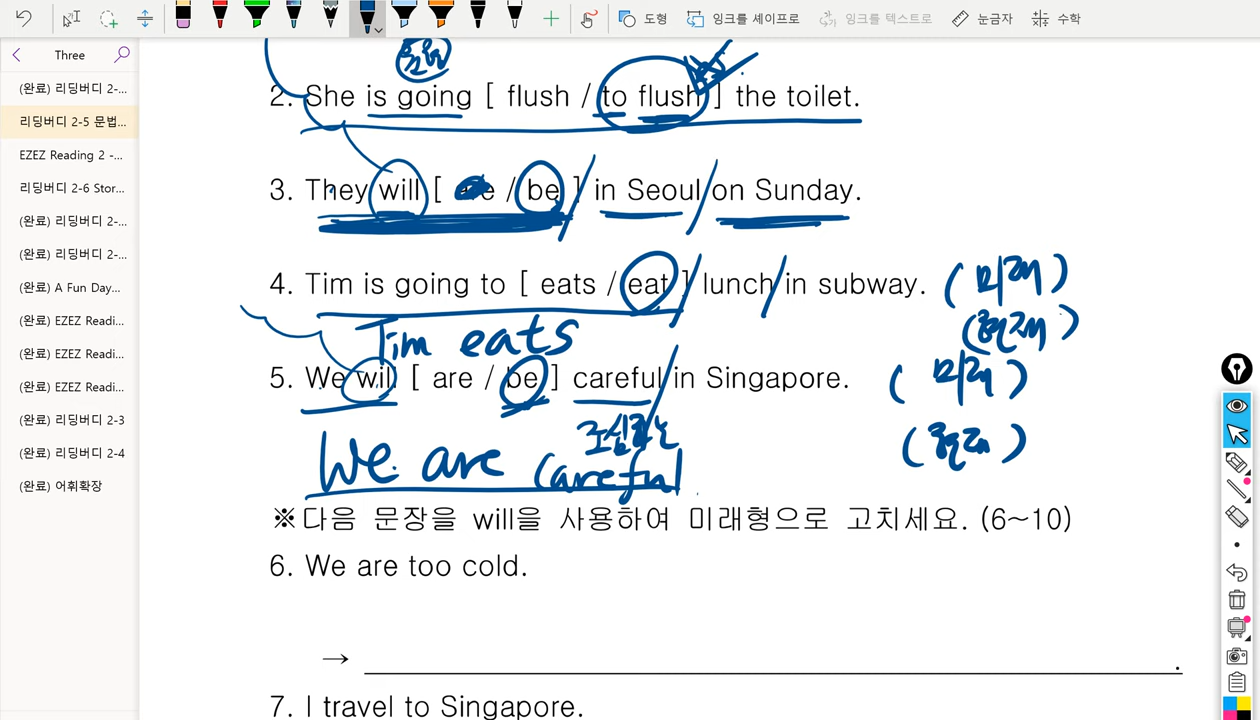 도형
잉크를 셰이프로
잉크를 텍스트로
눈금자
수학
Three
(완료) 리딩버디 2-...
리딩버디 2-5 문법...
EZEZ Reading 2 -...
리딩버디 2-6 Stor...
(완료) 리딩버디 2-...
(완료) 리딩버디 2-...
(완료) A Fun Day...
(완료) EZEZ Readi...
(완료) EZEZ Readi...
(완료) EZEZ Readi...
(완료) 리딩버디 2-3
(완료) 리딩버디 2-4
(완료) 어휘확장
2. She is going [ flush / to flush ] the toilet.
3. They will [ are / be ] in Seoul on Sunday.
4. Tim is going to [ eats / eat ] lunch in subway. (미래)
(현재)
Tim eats
5. We will [ are / be ] careful in Singapore. (미래)
조심하는
(현재)
We are careful
※다음 문장을 will을 사용하여 미래형으로 고치세요. (6~10)
6. We are too cold.
→ .
7. I travel to Singapore.